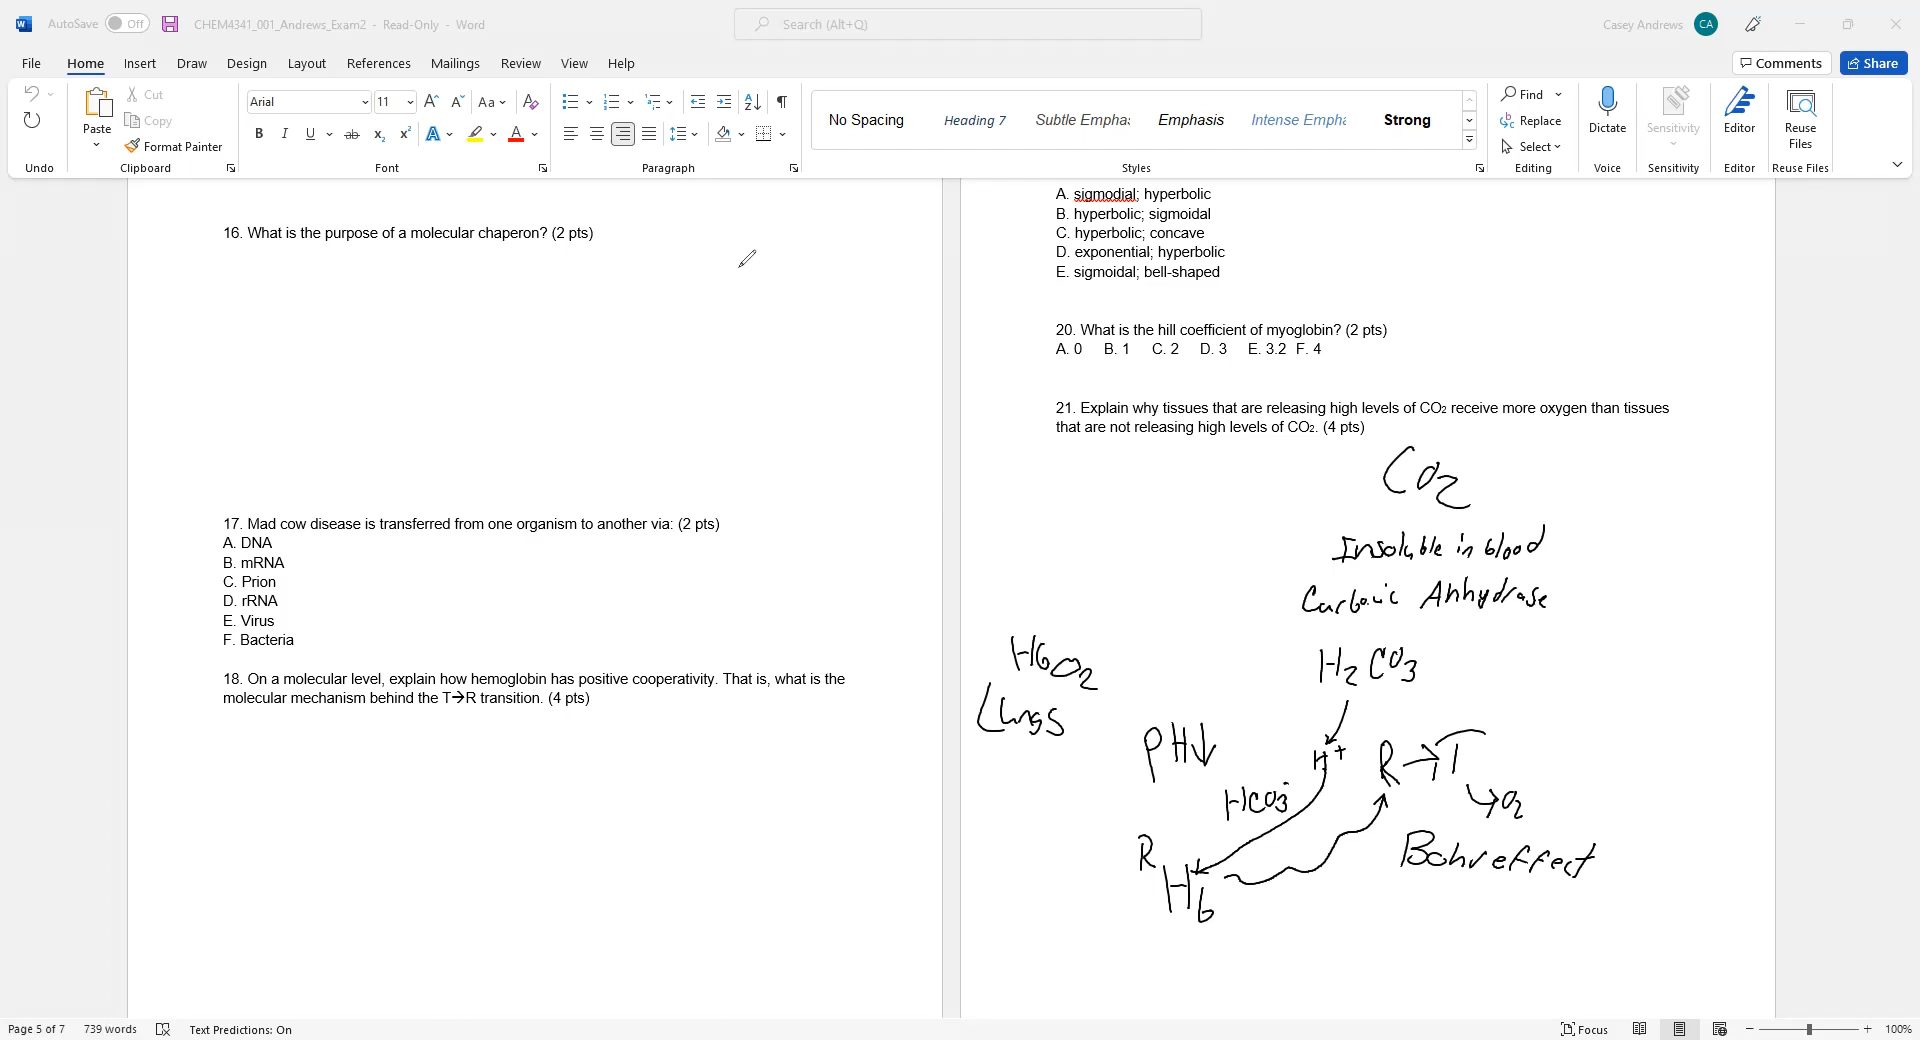 AutoSave Off CHEM4341_001_Andrews_Exam2 - Read-Only - Word Search (Alt+Q) Casey Andrews CA
File Home Insert Draw Design Layout References Mailings Review View Help Comments Share
Cut
Copy
Paste
Format Painter
Arial 11 Aa
B I U ab x₂ x² A A
No Spacing Heading 7 Subtle Emphas Emphasis Intense Empha Strong
Find
Replace
Select
Dictate Sensitivity Editor Reuse Files
Undo Clipboard Font Paragraph Styles Editing Voice Sensitivity Editor Reuse Files
16. What is the purpose of a molecular chaperon? (2 pts)
17. Mad cow disease is transferred from one organism to another via: (2 pts)
A. DNA
B. mRNA
C. Prion
D. rRNA
E. Virus
F. Bacteria
18. On a molecular level, explain how hemoglobin has positive cooperativity. That is, what is the
molecular mechanism behind the T→R transition. (4 pts)
A. sigmodial; hyperbolic
B. hyperbolic; sigmoidal
C. hyperbolic; concave
D. exponential; hyperbolic
E. sigmoidal; bell-shaped
20. What is the hill coefficient of myoglobin? (2 pts)
A. 0 B. 1 C. 2 D. 3 E. 3.2 F. 4
21. Explain why tissues that are releasing high levels of CO₂ receive more oxygen than tissues
that are not releasing high levels of CO₂. (4 pts)
CO₂
Insoluble in blood
Carbonic Anhydrase
HbO₂
Lungs
H₂CO₃
pH↓
H⁺ R→T
HCO₃⁻
O₂
Bohr effect
R
Hb
Page 5 of 7 739 words Text Predictions: On Focus 100%